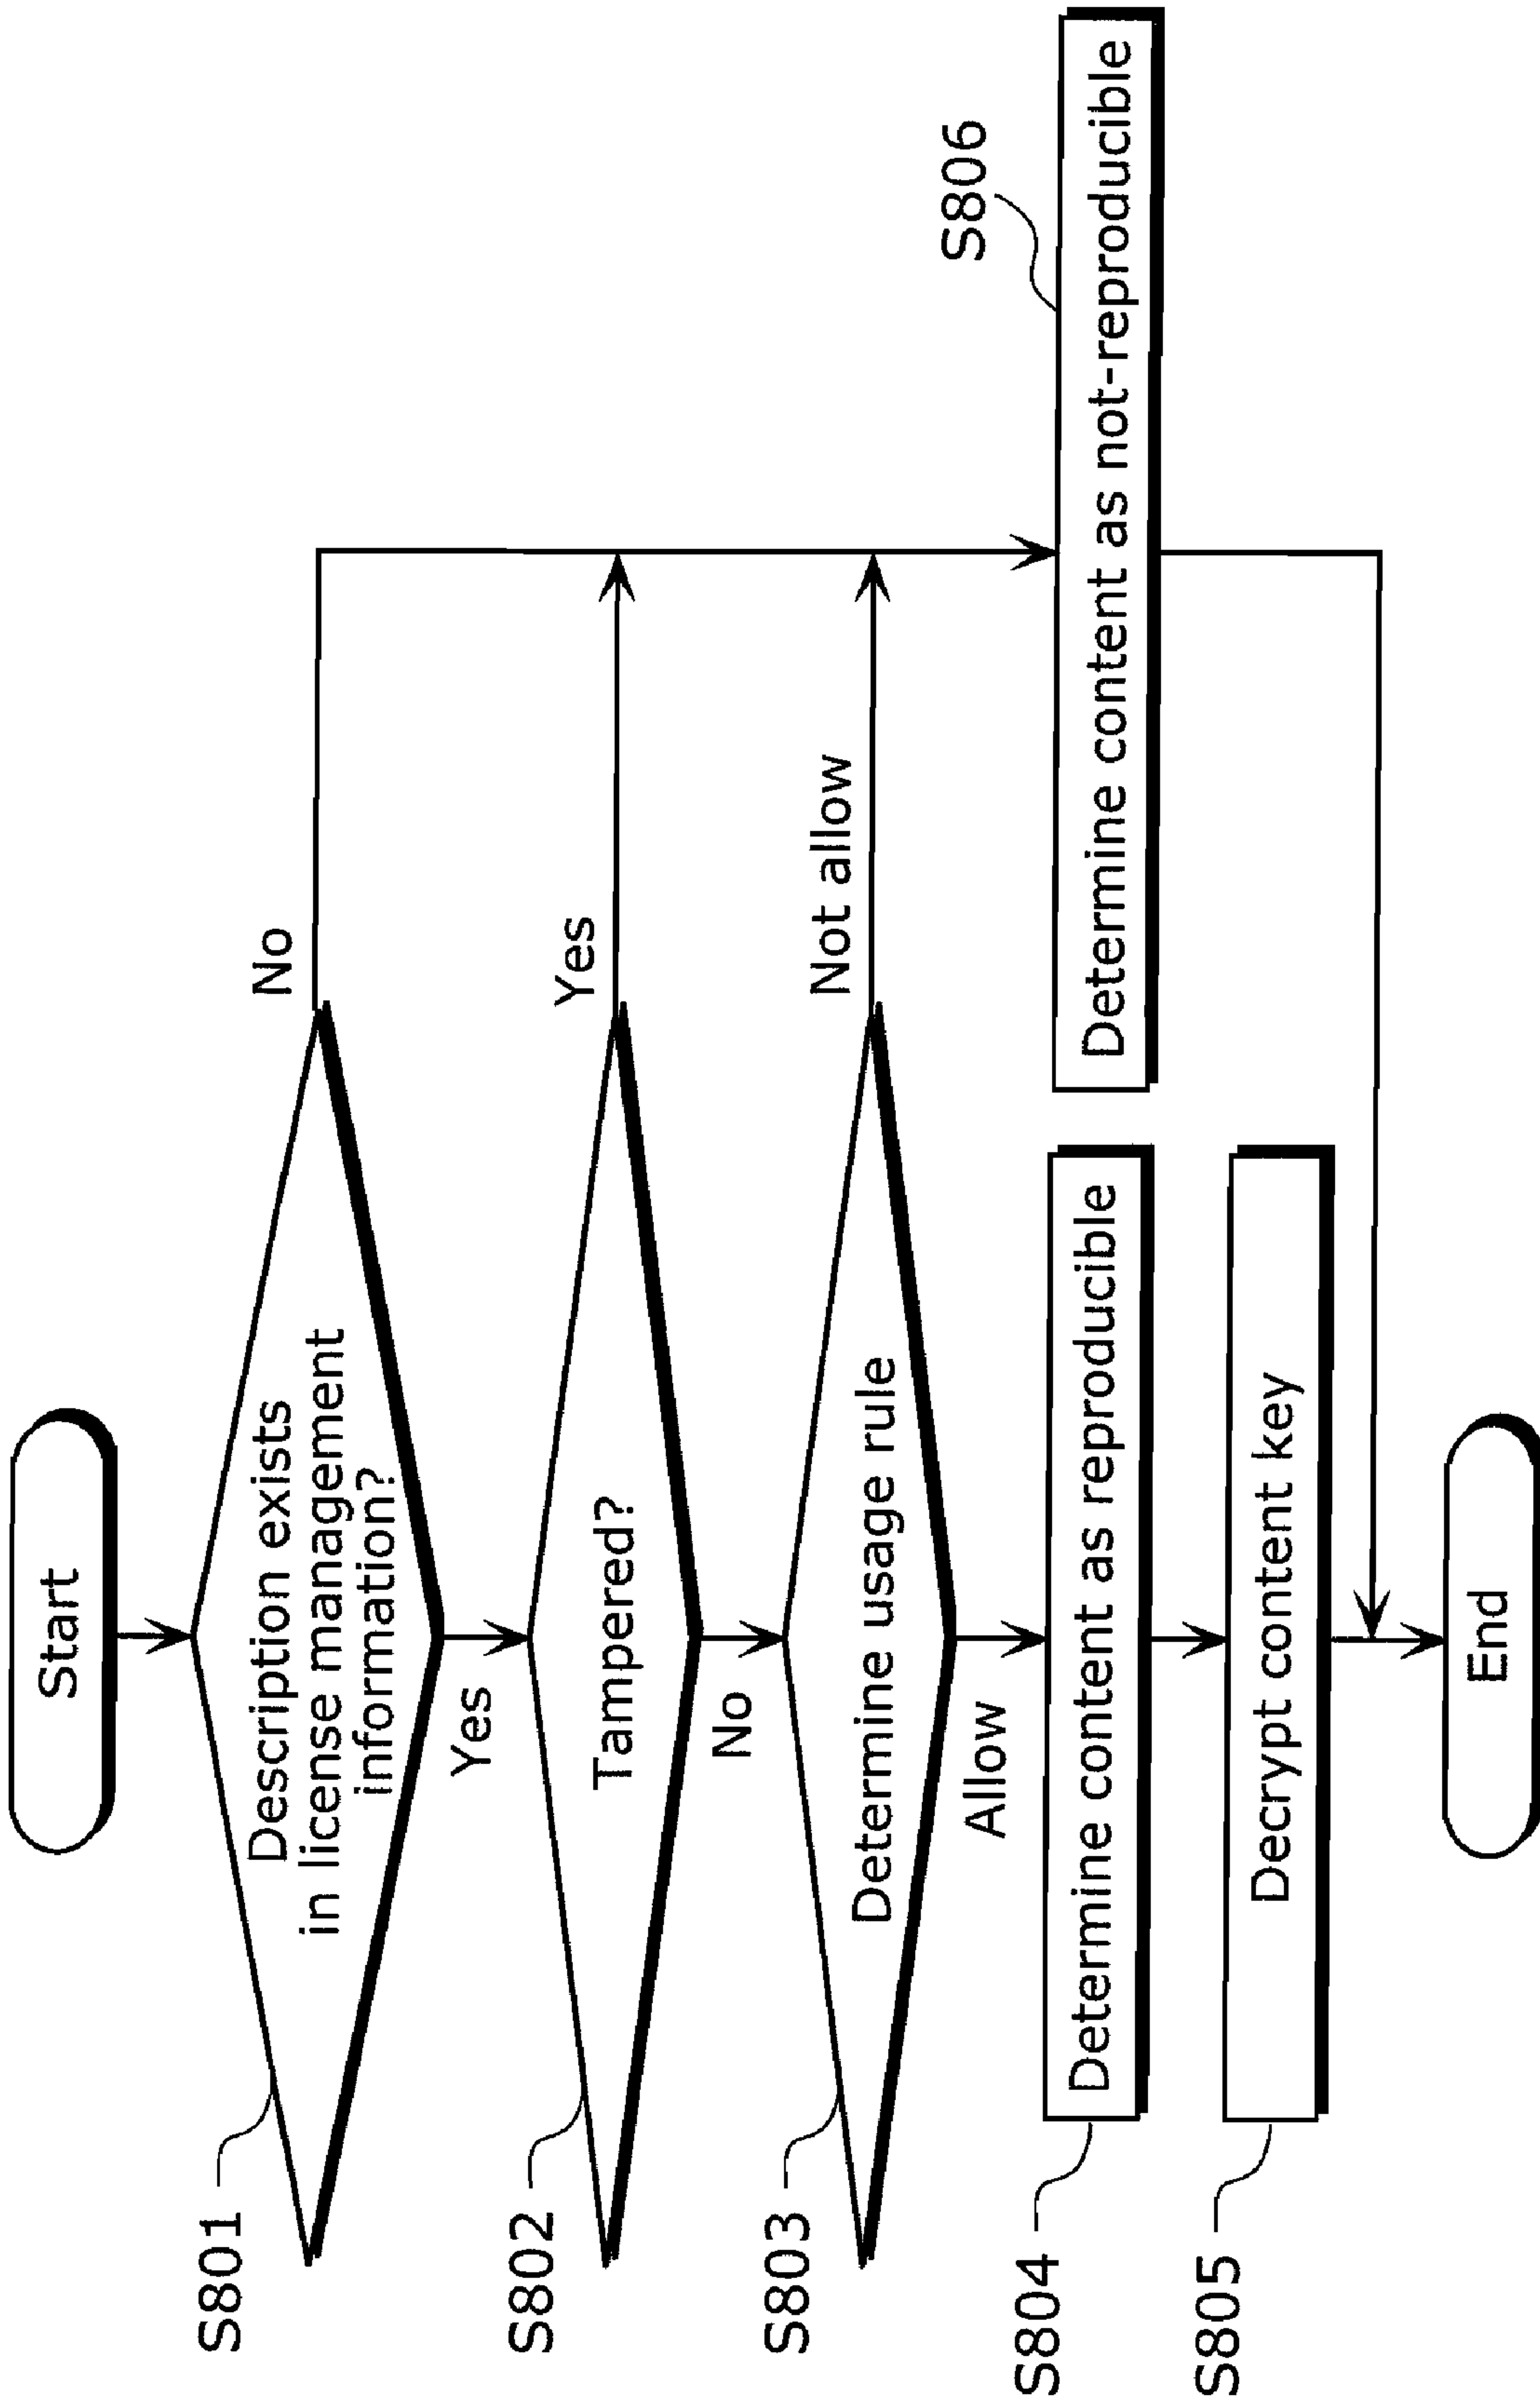 Start
S801
Description exists
in license management
information?
No
Yes
S802
Tampered?
Yes
No
S803
Determine usage rule
Not allow
Allow
S804
Determine content as reproducible
S806
Determine content as not-reproducible
S805
Decrypt content key
End